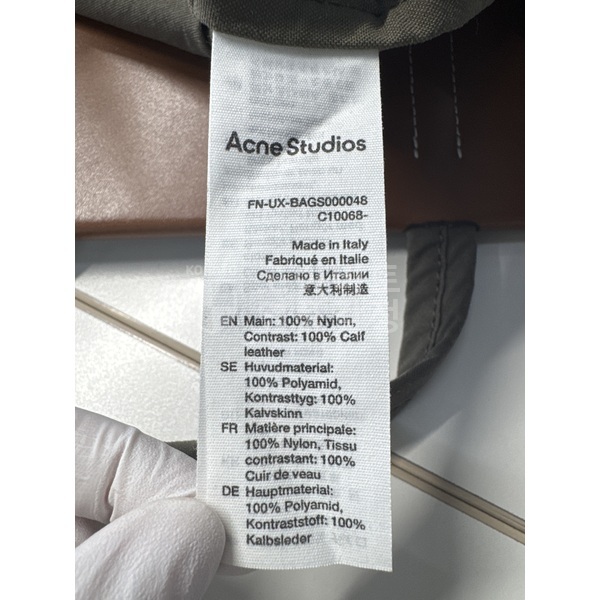 Acne Studios
FN-UX-BAGS000048
C10068-
Made in Italy
Fabriqué en Italie
Сделано в Италии
意大利制造
EN Main: 100% Nylon,
Contrast: 100% Calf
leather
SE Huvudmaterial:
100% Polyamid,
Kontrasttyg: 100%
Kalvskinn
FR Matière principale:
100% Nylon, Tissu
contrastant: 100%
Cuir de veau
DE Hauptmaterial:
100% Polyamid,
Kontraststoff: 100%
Kalbsleder